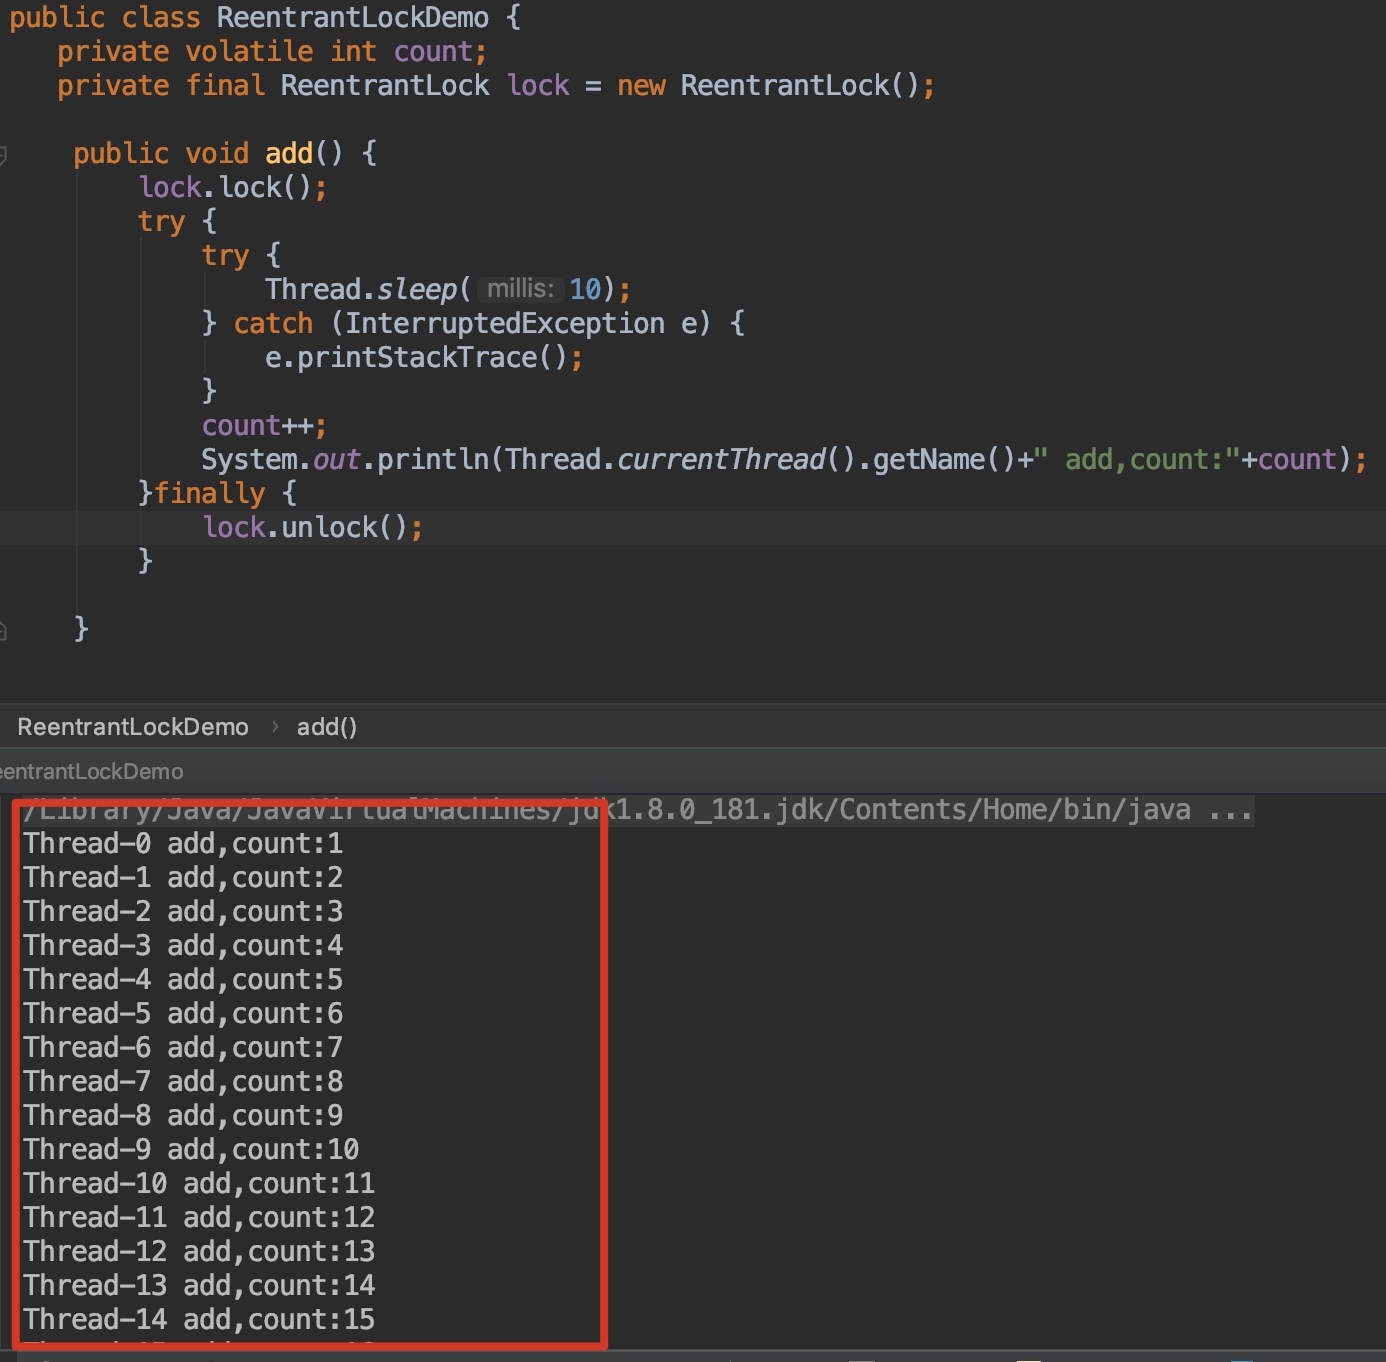 public class ReentrantLockDemo {
private volatile int count;
private final ReentrantLock lock = new ReentrantLock();
public void add() {
lock.lock();
try {
try {
Thread.sleep( millis: 10);
} catch (InterruptedException e) {
e.printStackTrace();
}
count++;
System.out.println(Thread.currentThread().getName()+" add,count:"+count);
}finally {
lock.unlock();
}
}
ReentrantLockDemo › add()
eentrantLockDemo
/Library/Java/JavaVirtualMachines/jdk1.8.0_181.jdk/Contents/Home/bin/java ...
Thread-0 add,count:1
Thread-1 add,count:2
Thread-2 add,count:3
Thread-3 add,count:4
Thread-4 add,count:5
Thread-5 add,count:6
Thread-6 add,count:7
Thread-7 add,count:8
Thread-8 add,count:9
Thread-9 add,count:10
Thread-10 add,count:11
Thread-11 add,count:12
Thread-12 add,count:13
Thread-13 add,count:14
Thread-14 add,count:15